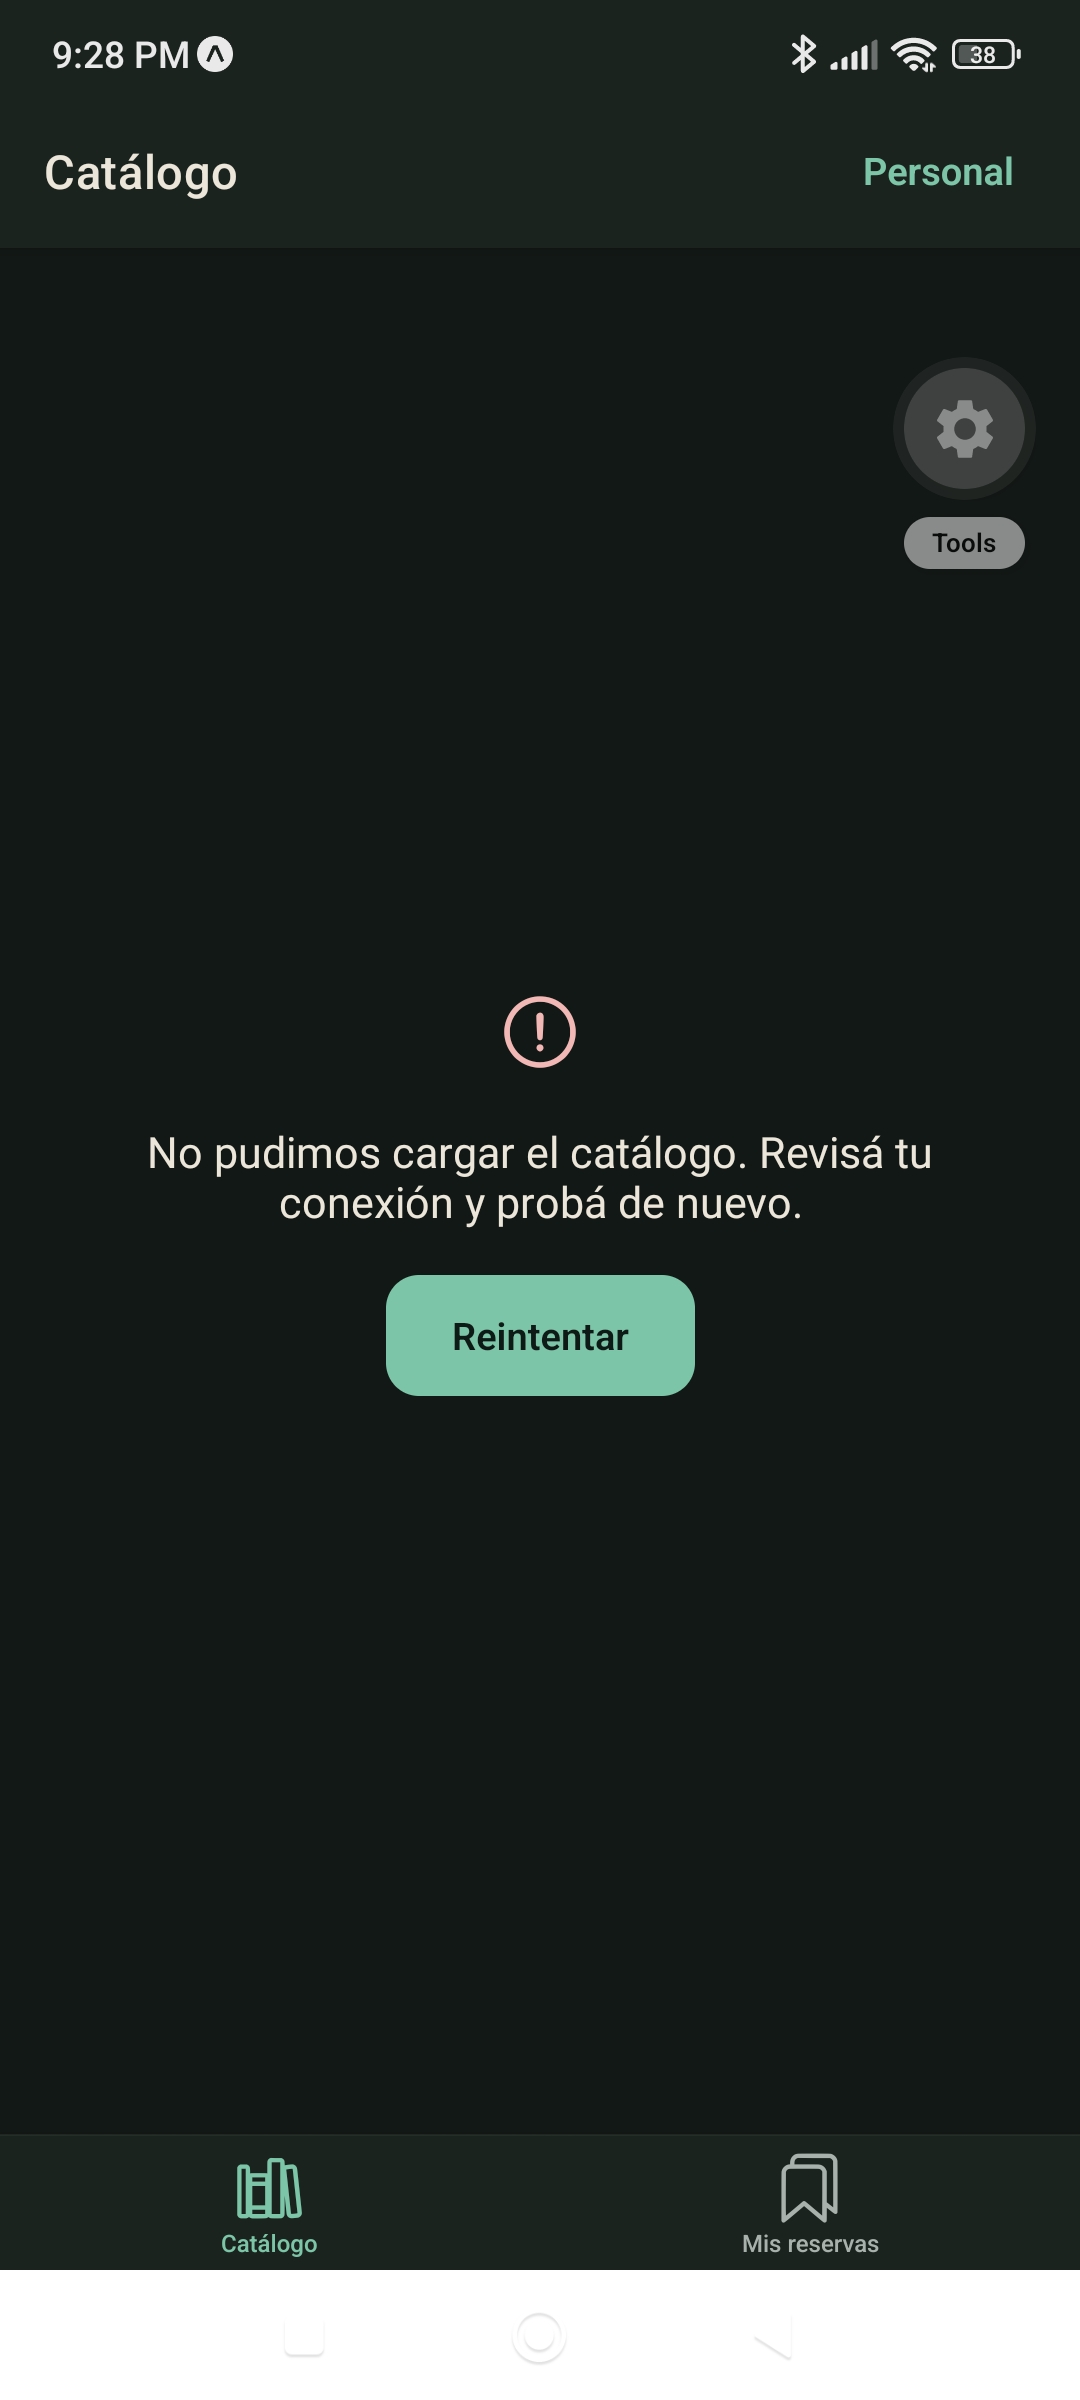 9:28 PM
38
Catálogo
Personal
Tools
No pudimos cargar el catálogo. Revisá tu
conexión y probá de nuevo.
Reintentar
Catálogo
Mis reservas